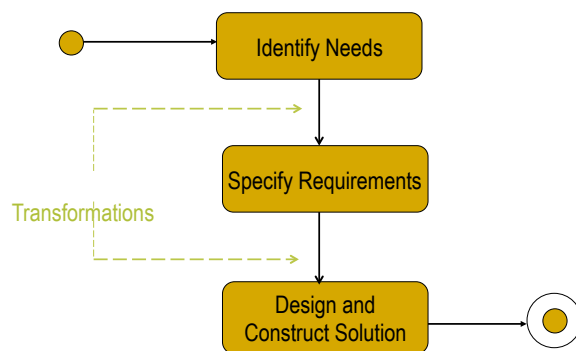 Identify Needs
Specify Requirements
Transformations
Design and
Construct Solution